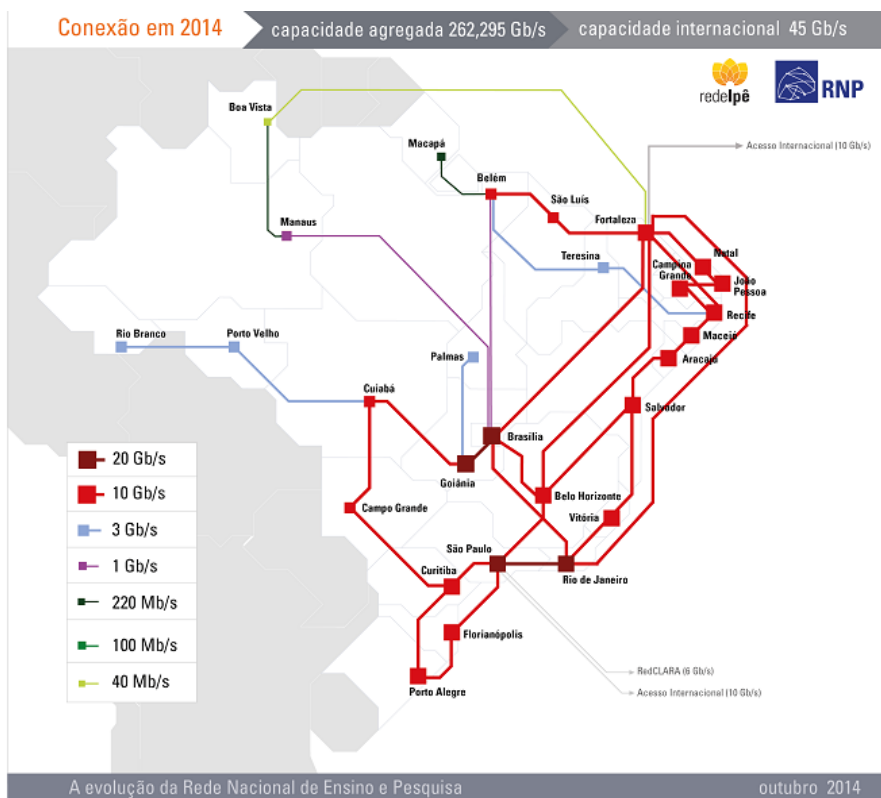 Conexão em 2014
capacidade agregada 262,295 Gb/s
capacidade internacional 45 Gb/s
redeIpê
RNP
Boa Vista
Macapá
Acesso Internacional (10 Gb/s)
Belém
São Luís
Fortaleza
Manaus
Teresina
Natal
Campina
Grande
João
Pessoa
Recife
Rio Branco
Porto Velho
Maceió
Palmas
Aracaju
Cuiabá
Salvador
Brasília
20 Gb/s
Goiânia
10 Gb/s
Belo Horizonte
Campo Grande
Vitória
3 Gb/s
São Paulo
1 Gb/s
Curitiba
Rio de Janeiro
220 Mb/s
Florianópolis
100 Mb/s
RedCLARA (6 Gb/s)
40 Mb/s
Porto Alegre
Acesso Internacional (10 Gb/s)
A evolução da Rede Nacional de Ensino e Pesquisa
outubro 2014